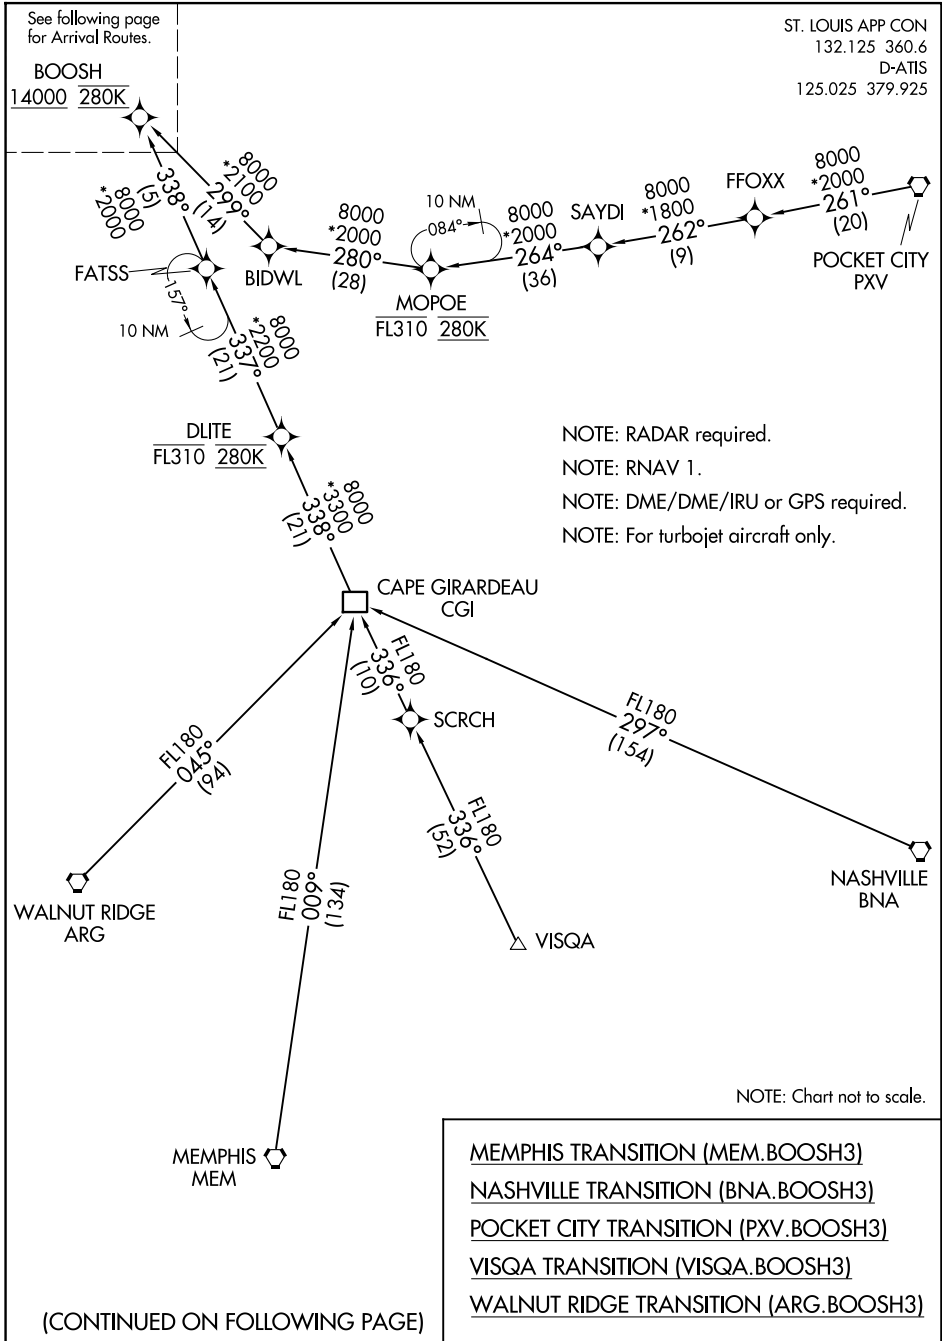 See following page
for Arrival Routes.
ST. LOUIS APP CON
132.125 360.6
D-ATIS
125.025 379.925
BOOSH
14000 280K
8000
*2000
338°
(5)
8000
*2100
299°
(14)
8000
*2000
280°
(28)
10 NM
084°
8000
*2000
264°
(36)
SAYDI
8000
*1800
262°
(9)
FFOXX
8000
*2000
261°
(20)
POCKET CITY
PXV
FATSS
BIDWL
MOPOE
FL310 280K
157°
10 NM
8000
*2200
337°
(21)
DLITE
FL310 280K
NOTE: RADAR required.
NOTE: RNAV 1.
NOTE: DME/DME/IRU or GPS required.
NOTE: For turbojet aircraft only.
8000
*3300
338°
(21)
CAPE GIRARDEAU
CGI
FL180
336°
(10)
SCRCH
FL180
297°
(154)
FL180
045°
(94)
FL180
336°
(52)
FL180
009°
(134)
WALNUT RIDGE
ARG
VISQA
NASHVILLE
BNA
MEMPHIS
MEM
NOTE: Chart not to scale.
MEMPHIS TRANSITION (MEM.BOOSH3)
NASHVILLE TRANSITION (BNA.BOOSH3)
POCKET CITY TRANSITION (PXV.BOOSH3)
VISQA TRANSITION (VISQA.BOOSH3)
WALNUT RIDGE TRANSITION (ARG.BOOSH3)
(CONTINUED ON FOLLOWING PAGE)